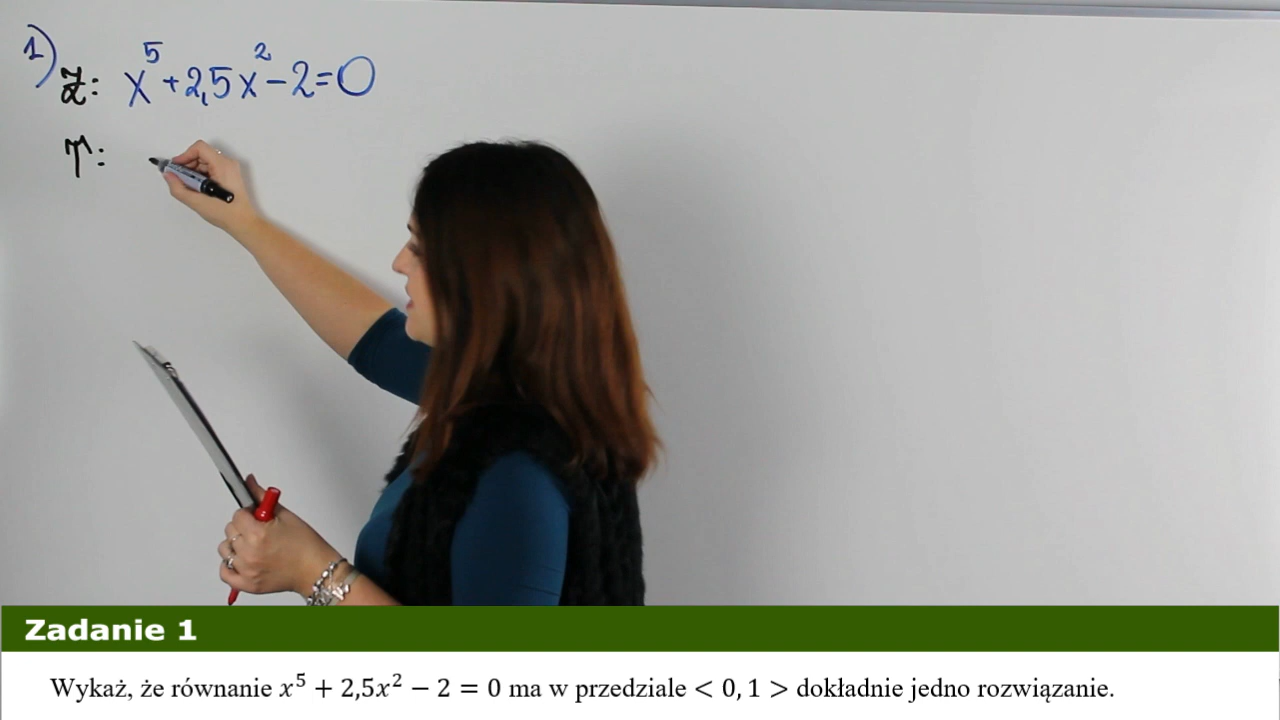 1) Z: x⁵+2,5x²-2=0
T:
Zadanie 1
Wykaż, że równanie x⁵ + 2,5x² − 2 = 0 ma w przedziale < 0, 1 > dokładnie jedno rozwiązanie.